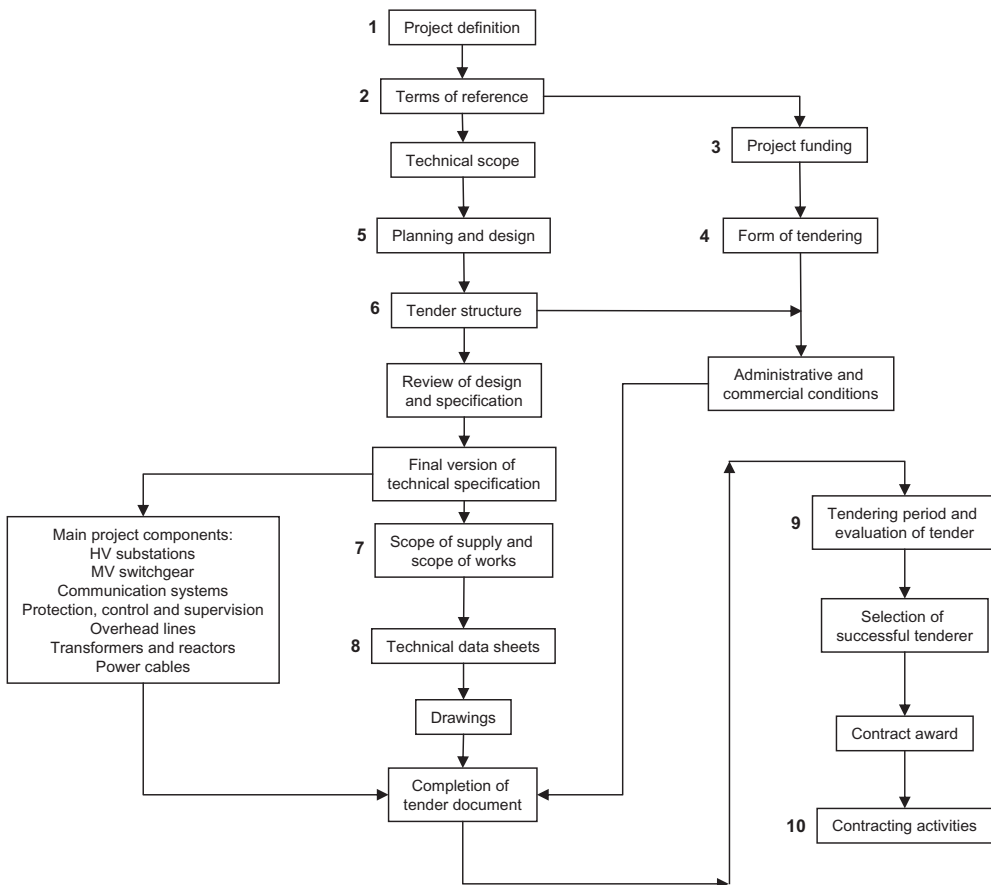 1 Project definition
2 Terms of reference
3 Project funding
Technical scope
4 Form of tendering
5 Planning and design
6 Tender structure
Review of design
and specification
Administrative and
commercial conditions
Final version of
technical specification
Main project components:
HV substations
MV switchgear
Communication systems
Protection, control and supervision
Overhead lines
Transformers and reactors
Power cables
7 Scope of supply and
scope of works
8 Technical data sheets
Drawings
Completion of
tender document
9 Tendering period and
evaluation of tender
Selection of
successful tenderer
Contract award
10 Contracting activities